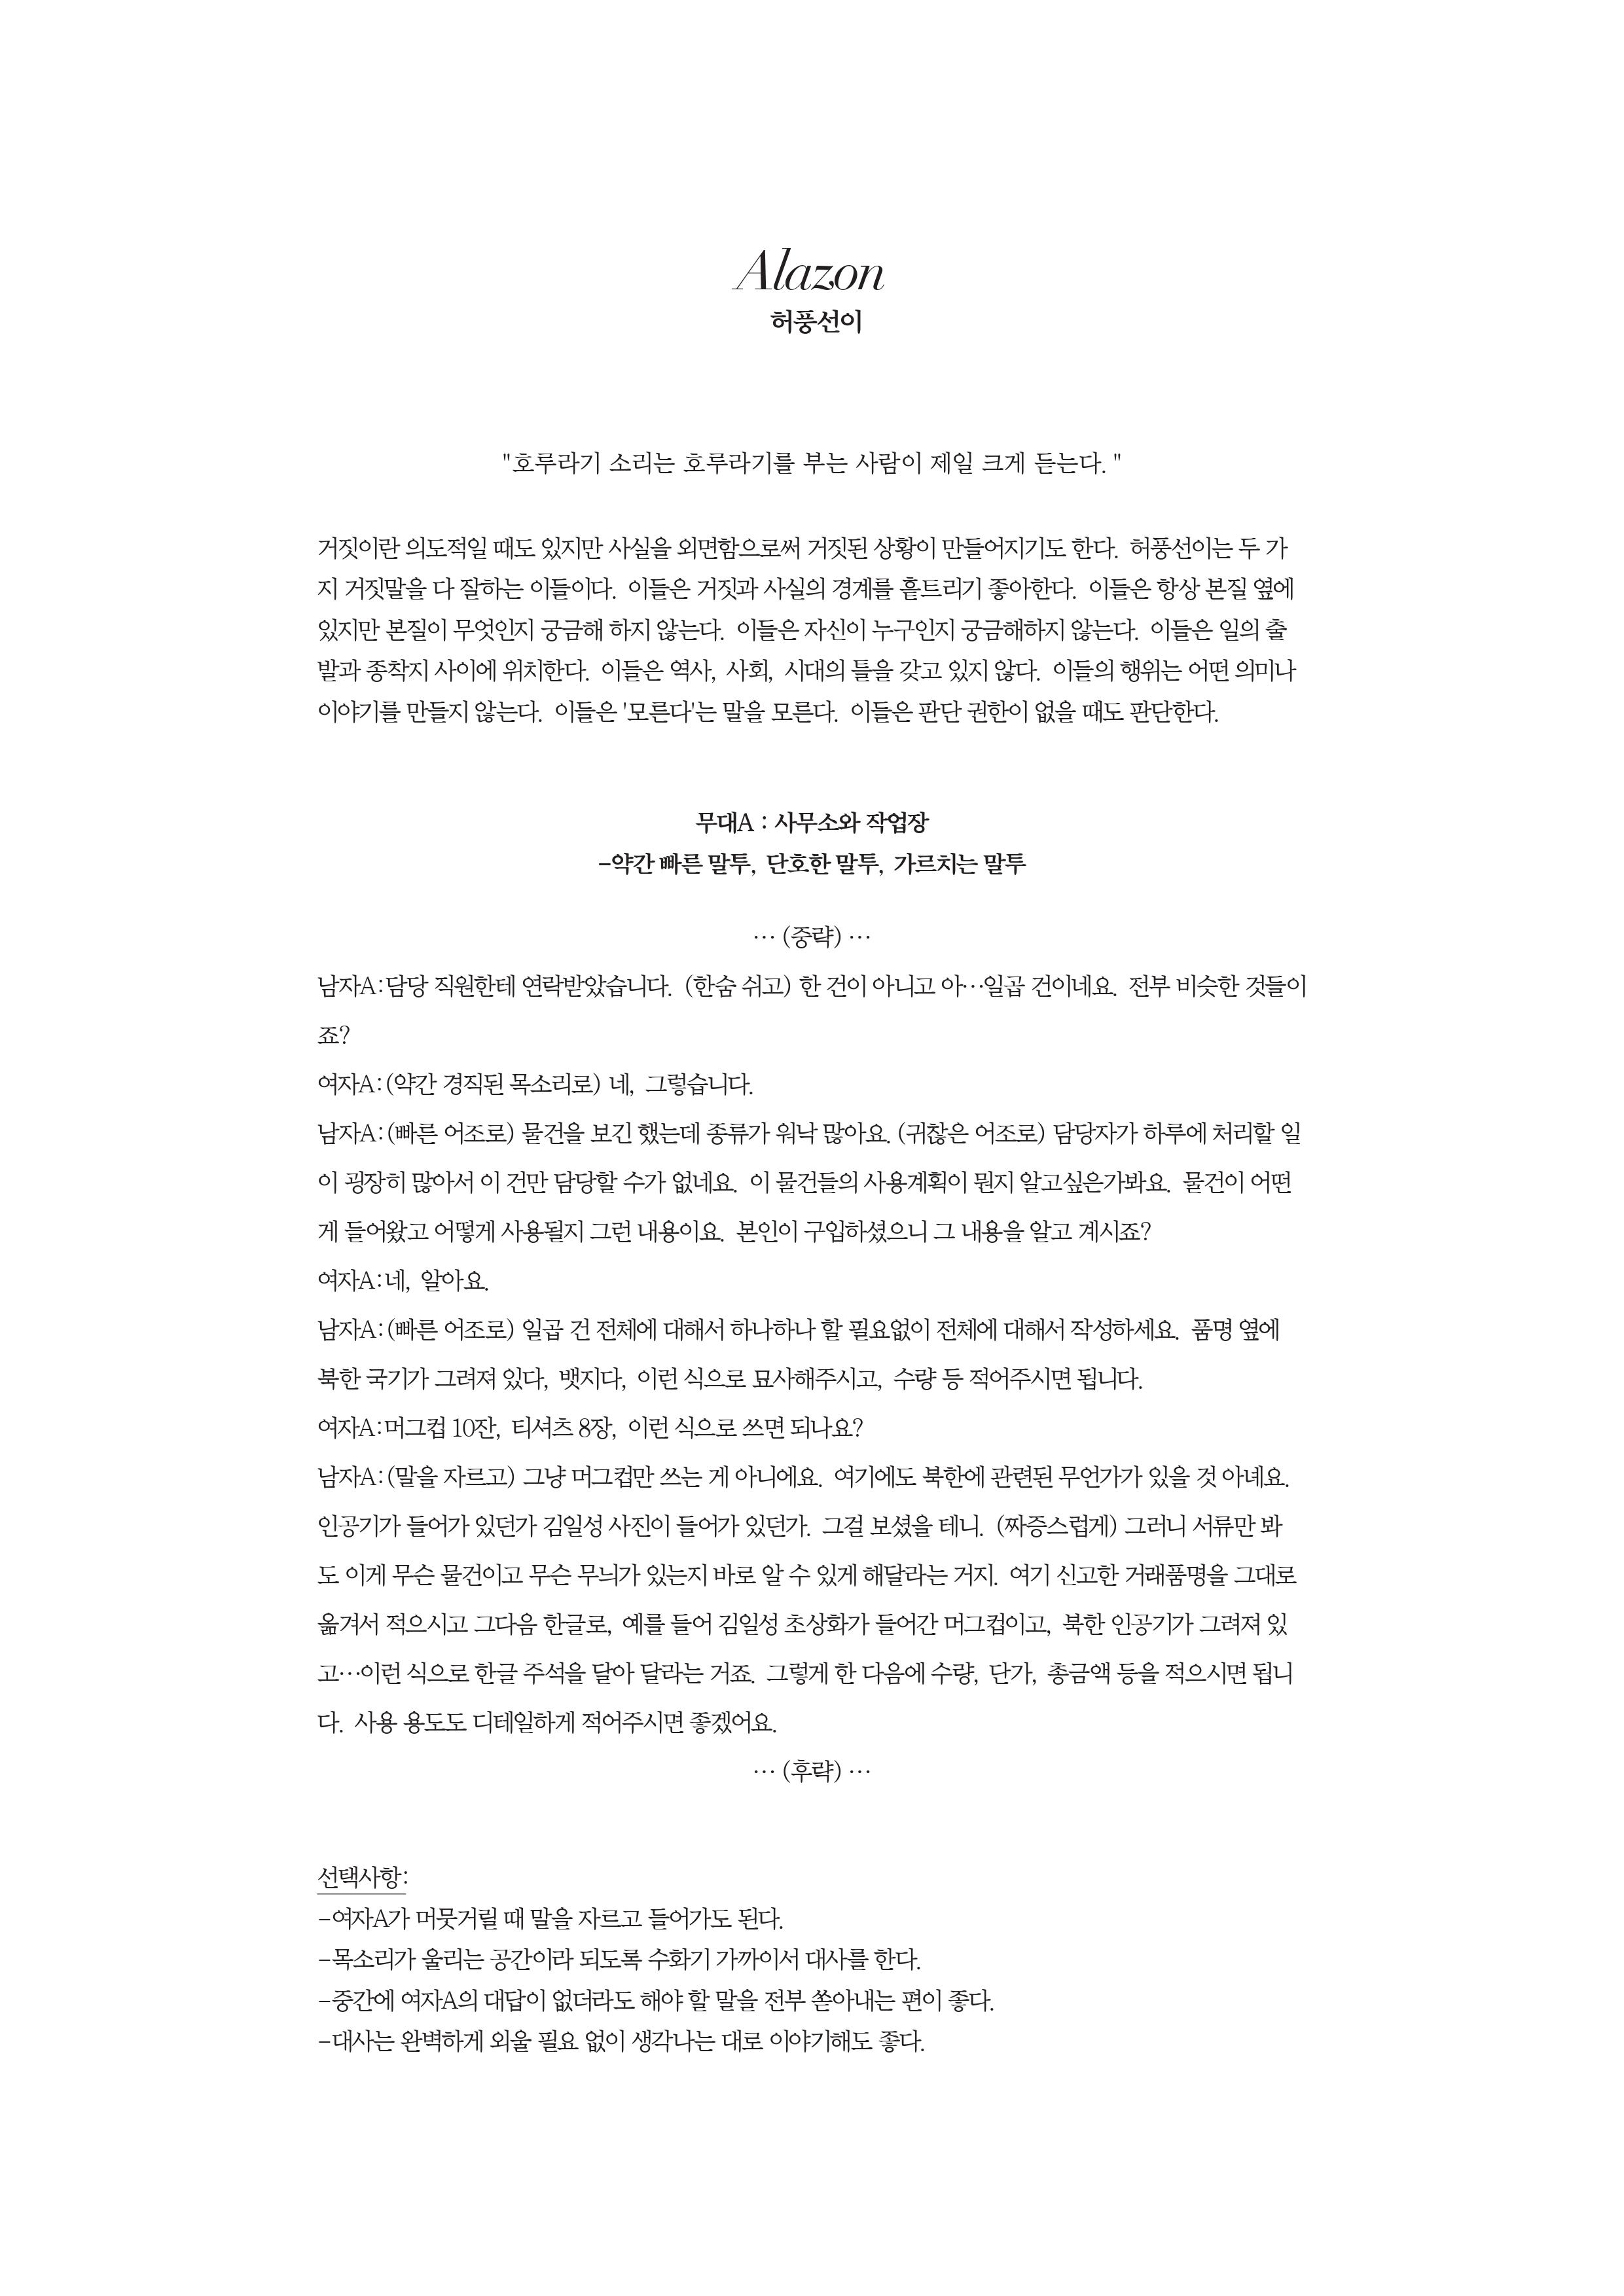 Alazon
허풍선이
"호루라기 소리는 호루라기를 부는 사람이 제일 크게 듣는다. "
거짓이란 의도적일 때도 있지만 사실을 외면함으로써 거짓된 상황이 만들어지기도 한다. 허풍선이는 두 가
지 거짓말을 다 잘하는 이들이다. 이들은 거짓과 사실의 경계를 흩트리기 좋아한다. 이들은 항상 본질 옆에
있지만 본질이 무엇인지 궁금해 하지 않는다. 이들은 자신이 누구인지 궁금해하지 않는다. 이들은 일의 출
발과 종착지 사이에 위치한다. 이들은 역사, 사회, 시대의 틀을 갖고 있지 않다. 이들의 행위는 어떤 의미나
이야기를 만들지 않는다. 이들은 '모른다'는 말을 모른다. 이들은 판단 권한이 없을 때도 판단한다.
무대A : 사무소와 작업장
-약간 빠른 말투, 단호한 말투, 가르치는 말투
… (중략) …
남자A:담당 직원한테 연락받았습니다. (한숨 쉬고) 한 건이 아니고 아…일곱 건이네요. 전부 비슷한 것들이
죠?
여자A:(약간 경직된 목소리로) 네, 그렇습니다.
남자A:(빠른 어조로) 물건을 보긴 했는데 종류가 워낙 많아요. (귀찮은 어조로) 담당자가 하루에 처리할 일
이 굉장히 많아서 이 건만 담당할 수가 없네요. 이 물건들의 사용계획이 뭔지 알고싶은가봐요. 물건이 어떤
게 들어왔고 어떻게 사용될지 그런 내용이요. 본인이 구입하셨으니 그 내용을 알고 계시죠?
여자A:네, 알아요.
남자A:(빠른 어조로) 일곱 건 전체에 대해서 하나하나 할 필요없이 전체에 대해서 작성하세요. 품명 옆에
북한 국기가 그려져 있다, 뱃지다, 이런 식으로 묘사해주시고, 수량 등 적어주시면 됩니다.
여자A:머그컵 10잔, 티셔츠 8장, 이런 식으로 쓰면 되나요?
남자A:(말을 자르고) 그냥 머그컵만 쓰는 게 아니에요. 여기에도 북한에 관련된 무언가가 있을 것 아녜요.
인공기가 들어가 있던가 김일성 사진이 들어가 있던가. 그걸 보셨을 테니. (짜증스럽게) 그러니 서류만 봐
도 이게 무슨 물건이고 무슨 무늬가 있는지 바로 알 수 있게 해달라는 거지. 여기 신고한 거래품명을 그대로
옮겨서 적으시고 그다음 한글로, 예를 들어 김일성 초상화가 들어간 머그컵이고, 북한 인공기가 그려져 있
고…이런 식으로 한글 주석을 달아 달라는 거죠. 그렇게 한 다음에 수량, 단가, 총금액 등을 적으시면 됩니
다. 사용 용도도 디테일하게 적어주시면 좋겠어요.
… (후략) …
선택사항:
-여자A가 머뭇거릴 때 말을 자르고 들어가도 된다.
-목소리가 울리는 공간이라 되도록 수화기 가까이서 대사를 한다.
-중간에 여자A의 대답이 없더라도 해야 할 말을 전부 쏟아내는 편이 좋다.
-대사는 완벽하게 외울 필요 없이 생각나는 대로 이야기해도 좋다.